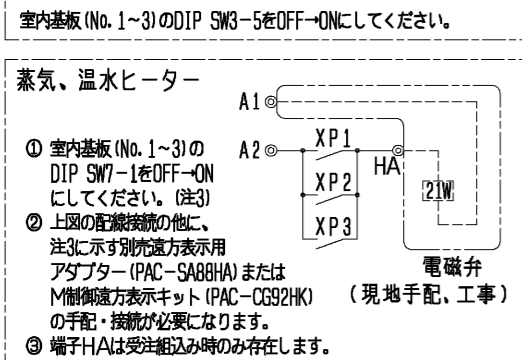 室内基板(No.1~3)のDIP SW3-5をOFF→ONにしてください。
蒸気、温水ヒーター
A1
A2
XP1
HA
XP2
21W
XP3
① 室内基板(No.1~3)の
DIP SW7-1をOFF→ON
にしてください。(注3)
② 上図の配線接続の他に、
注3に示す別売遠方表示用
アダプター(PAC-SA88HA)または
M制御遠方表示キット(PAC-CG92HK)
の手配・接続が必要になります。
③ 端子HAは受注組込み時のみ存在します。
電磁弁
(現地手配、工事)